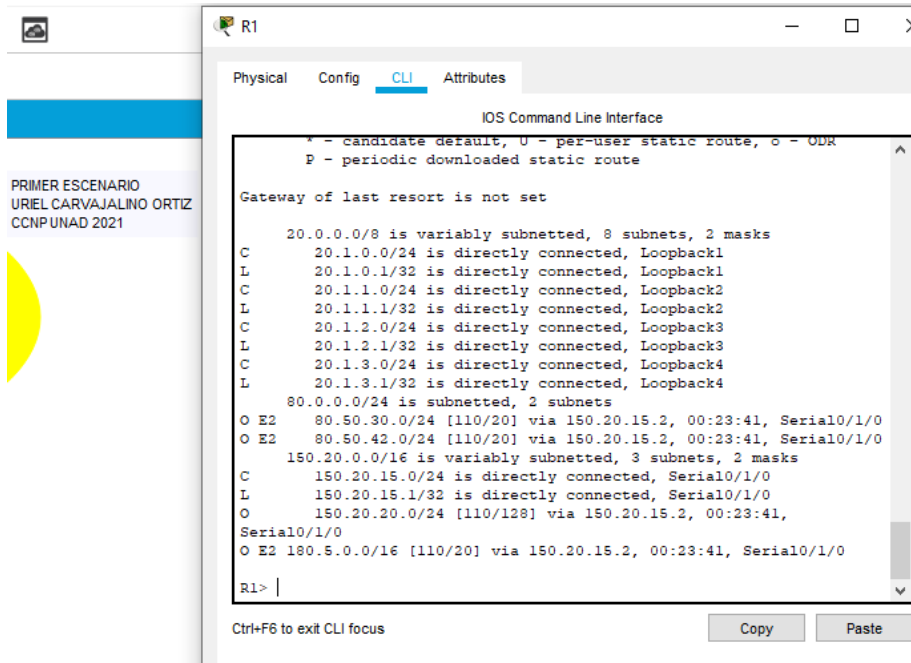 R1
Physical Config CLI Attributes
IOS Command Line Interface
* - candidate default, U - per-user static route, o - ODR
P - periodic downloaded static route
Gateway of last resort is not set
20.0.0.0/8 is variably subnetted, 8 subnets, 2 masks
C 20.1.0.0/24 is directly connected, Loopback1
L 20.1.0.1/32 is directly connected, Loopback1
C 20.1.1.0/24 is directly connected, Loopback2
L 20.1.1.1/32 is directly connected, Loopback2
C 20.1.2.0/24 is directly connected, Loopback3
L 20.1.2.1/32 is directly connected, Loopback3
C 20.1.3.0/24 is directly connected, Loopback4
L 20.1.3.1/32 is directly connected, Loopback4
80.0.0.0/24 is subnetted, 2 subnets
O E2 80.50.30.0/24 [110/20] via 150.20.15.2, 00:23:41, Serial0/1/0
O E2 80.50.42.0/24 [110/20] via 150.20.15.2, 00:23:41, Serial0/1/0
150.20.0.0/16 is variably subnetted, 3 subnets, 2 masks
C 150.20.15.0/24 is directly connected, Serial0/1/0
L 150.20.15.1/32 is directly connected, Serial0/1/0
O 150.20.20.0/24 [110/128] via 150.20.15.2, 00:23:41,
Serial0/1/0
O E2 180.5.0.0/16 [110/20] via 150.20.15.2, 00:23:41, Serial0/1/0
R1>
Ctrl+F6 to exit CLI focus
Copy Paste
PRIMER ESCENARIO
URIEL CARVAJALINO ORTIZ
CCNP UNAD 2021